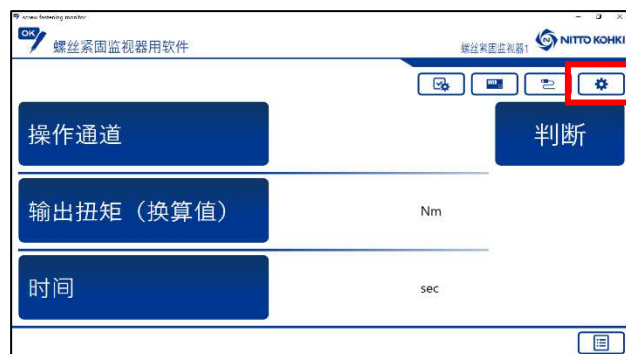 screw fastening monitor
OK
螺丝紧固监视器用软件
螺丝紧固监视器1
NITTO KOHKI
操作通道
判断
输出扭矩（换算值）
Nm
时间
sec